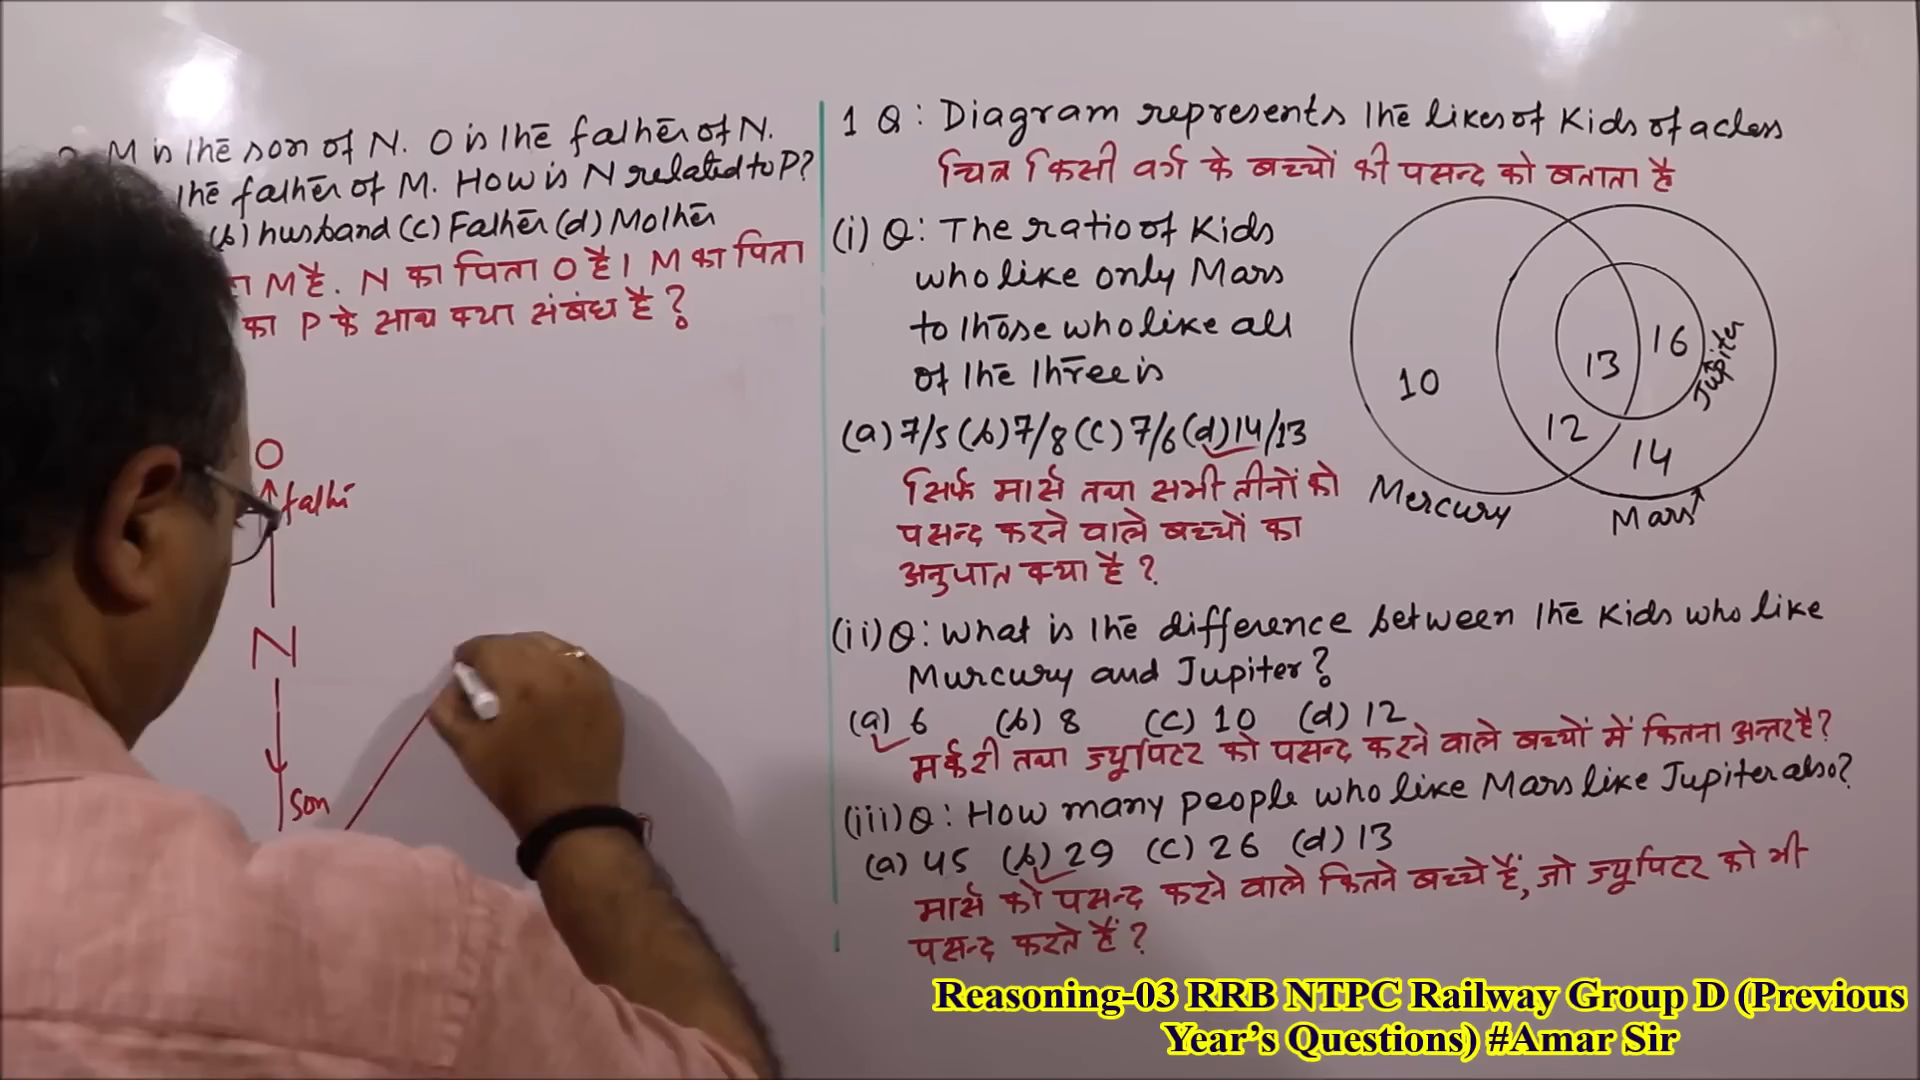 M is the son of N. O is the father of N.
the father of M. How is N related to P?
(b) husband (c) Father (d) Mother
M है. N का पिता O है। M का पिता
का P के साथ क्या संबंध है?
O
N
son
1 Q: Diagram represents the likes of Kids of a class
चित्र किसी वर्ग के बच्चों की पसन्द को बताता है
(i) Q: The ratio of Kids
who like only Mars
to those who like all
of the three is
(a) 7/5 (b) 7/8 (c) 7/6 (d) 14/13
सिर्फ मार्स तथा सभी तीनों को
पसन्द करने वाले बच्चों का
अनुपात क्या है?
10
13
16
12
14
Jupiter
Mercury
Mars
(ii) Q: What is the difference between the Kids who like
Murcury and Jupiter?
(a) 6 (b) 8 (c) 10 (d) 12
मर्करी तथा ज्यूपिटर को पसन्द करने वाले बच्चों में कितना अन्तर है?
(iii) Q: How many people who like Mars like Jupiter also?
(a) 45 (b) 29 (c) 26 (d) 13
मार्स को पसन्द करने वाले कितने बच्चे हैं, जो ज्यूपिटर को भी
पसन्द करते हैं?
Reasoning-03 RRB NTPC Railway Group D (Previous
Year’s Questions) #Amar Sir